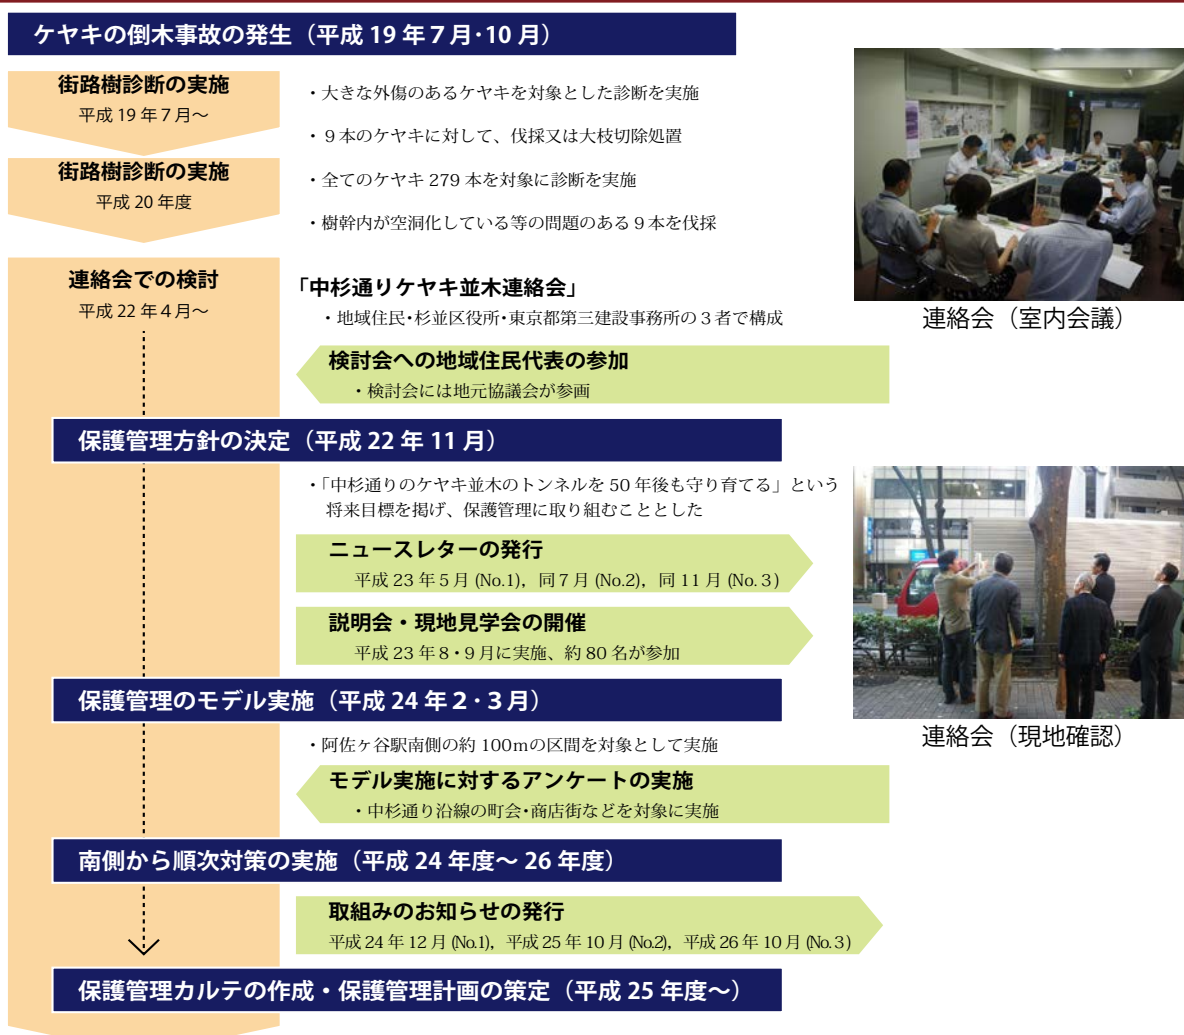 ケヤキの倒木事故の発生（平成 19 年７月･10 月）
街路樹診断の実施
平成 19 年７月～
・大きな外傷のあるケヤキを対象とした診断を実施
・９本のケヤキに対して、伐採又は大枝切除処置
街路樹診断の実施
平成 20 年度
・全てのケヤキ 279 本を対象に診断を実施
・樹幹内が空洞化している等の問題のある９本を伐採
連絡会（室内会議）
連絡会での検討
平成 22 年４月～
「中杉通りケヤキ並木連絡会」
・地域住民･杉並区役所･東京都第三建設事務所の３者で構成
検討会への地域住民代表の参加
・検討会には地元協議会が参画
保護管理方針の決定（平成 22 年 11 月）
・「中杉通りのケヤキ並木のトンネルを 50 年後も守り育てる」という
将来目標を掲げ、保護管理に取り組むこととした
ニュースレターの発行
平成 23 年５月 (No.1)，同７月 (No.2)，同 11 月 (No.３)
説明会・現地見学会の開催
平成 23 年８・９月に実施、約 80 名が参加
保護管理のモデル実施（平成 24 年２･３月）
連絡会（現地確認）
・阿佐ヶ谷駅南側の約 100ｍの区間を対象として実施
モデル実施に対するアンケートの実施
・中杉通り沿線の町会･商店街などを対象に実施
南側から順次対策の実施（平成 24 年度～ 26 年度）
取組みのお知らせの発行
平成 24 年 12 月 (No.1)，平成 25 年 10 月 (No.2)，平成 26 年 10 月 (No.３)
保護管理カルテの作成・保護管理計画の策定（平成 25 年度～）